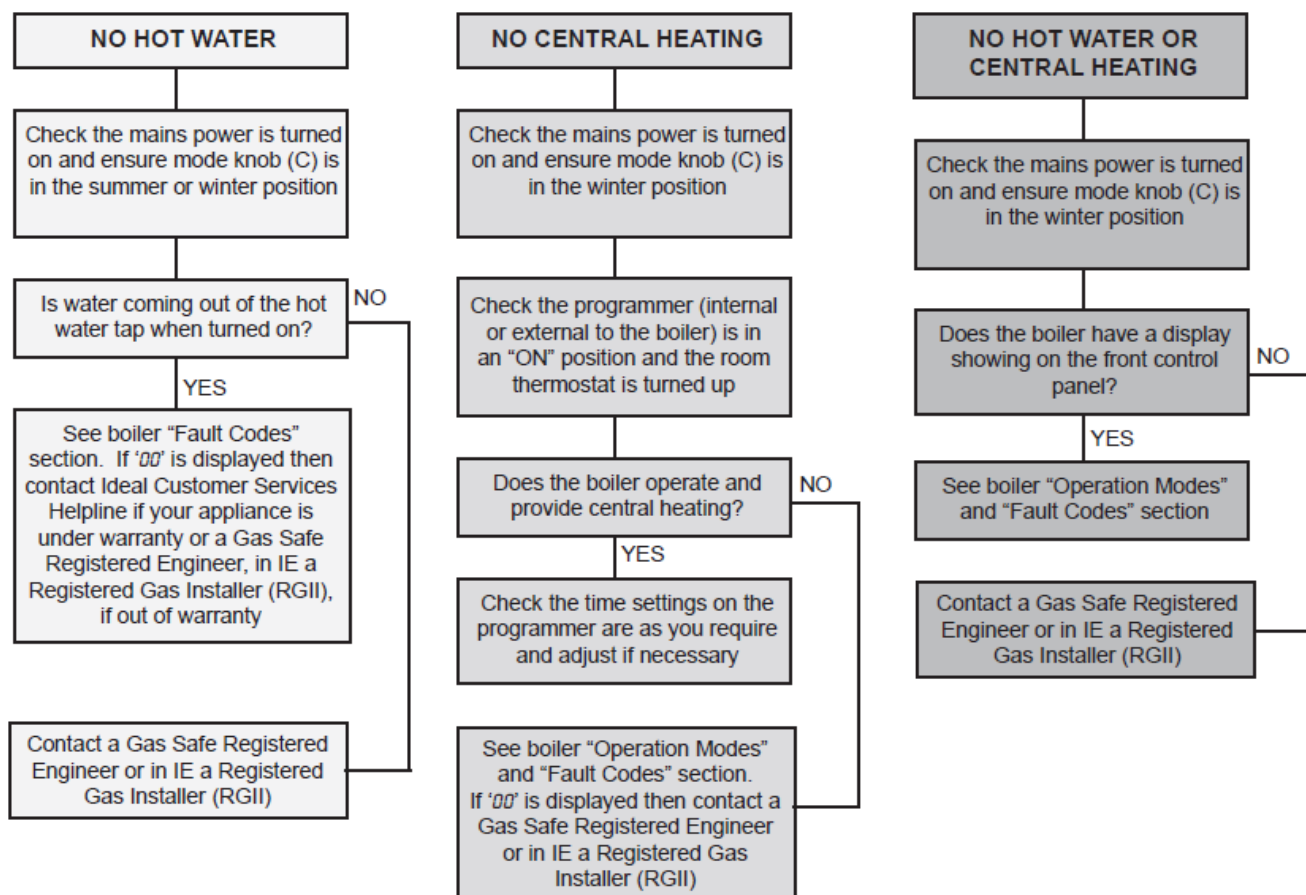 NO HOT WATER
Check the mains power is turned
on and ensure mode knob (C) is
in the summer or winter position
Is water coming out of the hot
water tap when turned on?
NO
YES
See boiler “Fault Codes”
section. If ‘00’ is displayed then
contact Ideal Customer Services
Helpline if your appliance is
under warranty or a Gas Safe
Registered Engineer, in IE a
Registered Gas Installer (RGII),
if out of warranty
Contact a Gas Safe Registered
Engineer or in IE a Registered
Gas Installer (RGII)
NO CENTRAL HEATING
Check the mains power is turned
on and ensure mode knob (C) is
in the winter position
Check the programmer (internal
or external to the boiler) is in
an “ON” position and the room
thermostat is turned up
Does the boiler operate and
provide central heating?
NO
YES
Check the time settings on the
programmer are as you require
and adjust if necessary
See boiler “Operation Modes”
and “Fault Codes” section.
If ‘00’ is displayed then contact a
Gas Safe Registered Engineer
or in IE a Registered Gas
Installer (RGII)
NO HOT WATER OR
CENTRAL HEATING
Check the mains power is turned
on and ensure mode knob (C) is
in the winter position
Does the boiler have a display
showing on the front control
panel?
NO
YES
See boiler “Operation Modes”
and “Fault Codes” section
Contact a Gas Safe Registered
Engineer or in IE a Registered
Gas Installer (RGII)